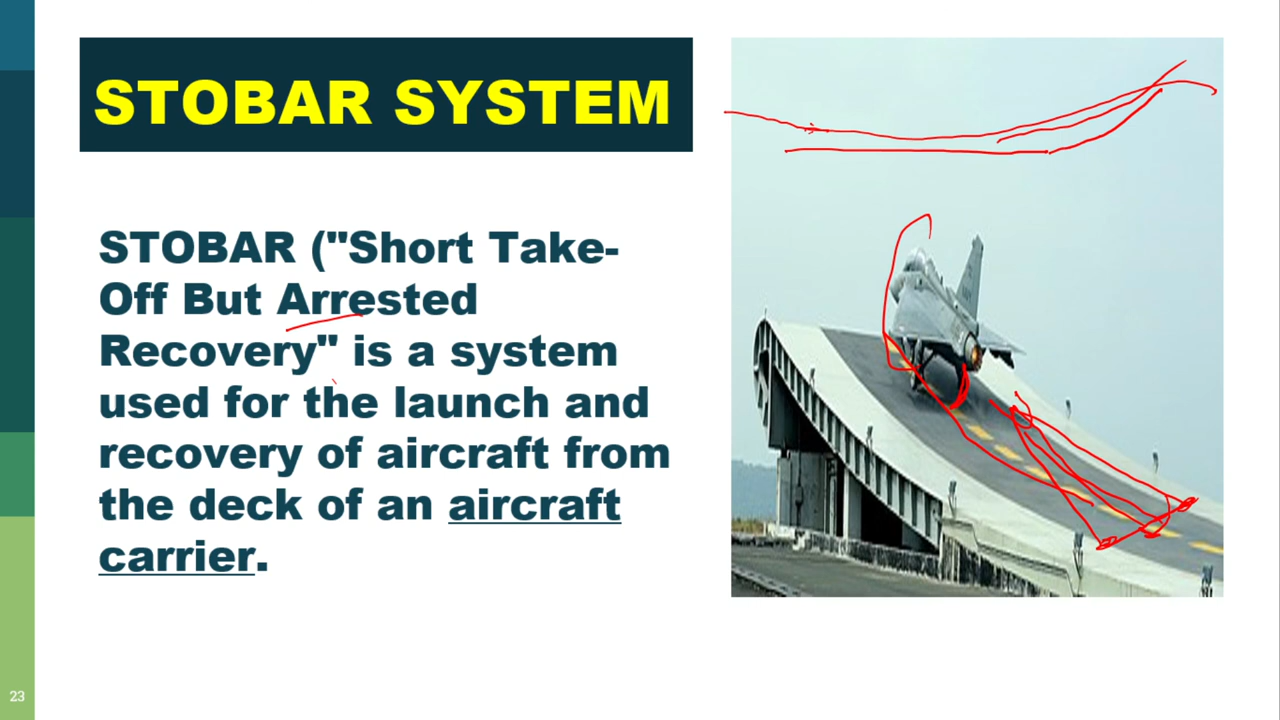 STOBAR SYSTEM
STOBAR ("Short Take-
Off But Arrested
Recovery" is a system
used for the launch and
recovery of aircraft from
the deck of an aircraft
carrier.
23